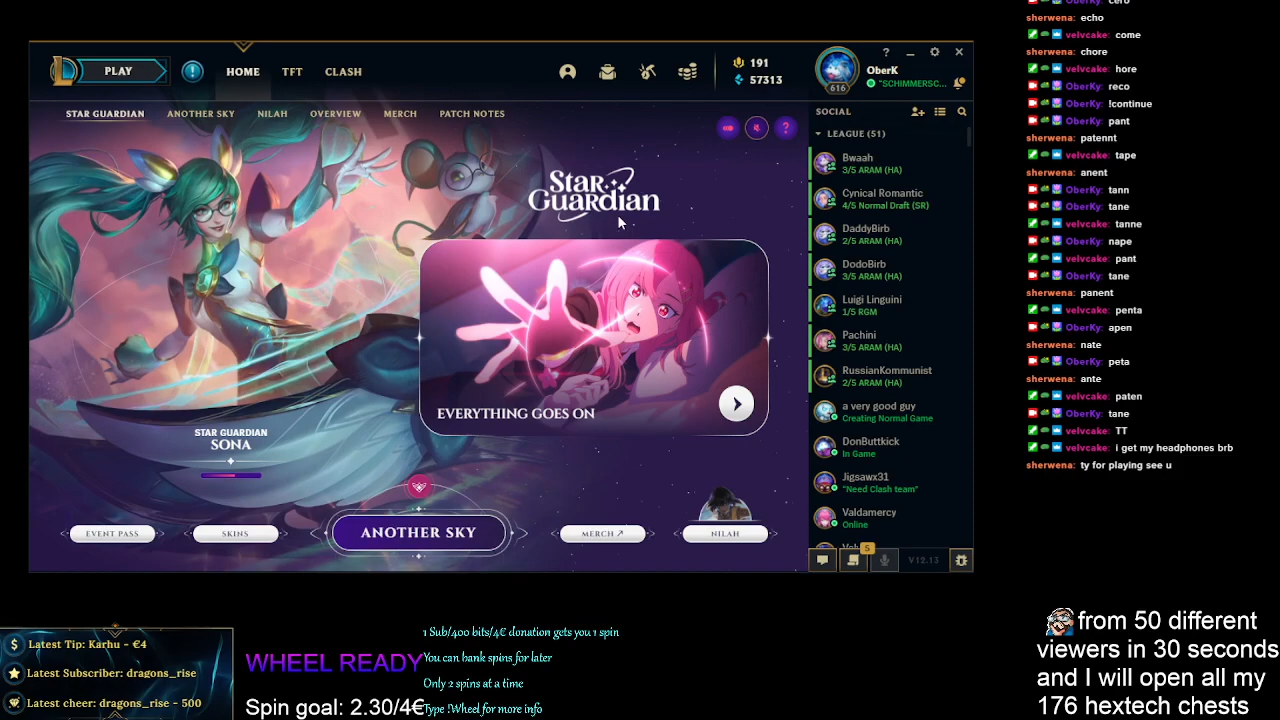 PLAY
HOME
TFT
CLASH
191
57313
616
OberK
"SCHIMMERSC...
STAR GUARDIAN
ANOTHER SKY
NILAH
OVERVIEW
MERCH
PATCH NOTES
Star Guardian
EVERYTHING GOES ON
STAR GUARDIAN
SONA
EVENT PASS
SKINS
ANOTHER SKY
MERCH ↗
NILAH
SOCIAL
LEAGUE (51)
Bwaah
3/5 ARAM (HA)
Cynical Romantic
4/5 Normal Draft (SR)
DaddyBirb
2/5 ARAM (HA)
DodoBirb
3/5 ARAM (HA)
Luigi Linguini
1/5 RGM
Pachini
3/5 ARAM (HA)
RussianKommunist
2/5 ARAM (HA)
a very good guy
Creating Normal Game
DonButtkick
In Game
Jigsawx31
"Need Clash team"
Valdamercy
Online
5
V12.13
OberKy: cero
sherwena: echo
velvcake: come
sherwena: chore
velvcake: hore
OberKy: reco
OberKy: !continue
OberKy: pant
sherwena: patennt
velvcake: tape
sherwena: anent
OberKy: tann
OberKy: tane
velvcake: tanne
OberKy: nape
velvcake: pant
OberKy: tane
sherwena: panent
velvcake: penta
OberKy: apen
sherwena: nate
OberKy: peta
sherwena: ante
velvcake: paten
OberKy: tane
velvcake: TT
velvcake: i get my headphones brb
sherwena: ty for playing see u
Latest Tip: Karhu - €4
Latest Subscriber: dragons_rise
Latest cheer: dragons_rise - 500
WHEEL READY
Spin goal: 2.30/4€
1 Sub/400 bits/4€ donation gets you 1 spin
You can bank spins for later
Only 2 spins at a time
Type !Wheel for more info
from 50 different
viewers in 30 seconds
and I will open all my
176 hextech chests